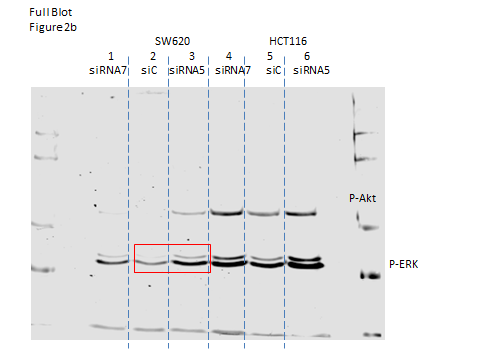 Full Blot
Figure 2b
SW620 HCT116
1 2 3 4 5 6
siRNA7 siC siRNA5 siRNA7 siC siRNA5
P-Akt
P-ERK